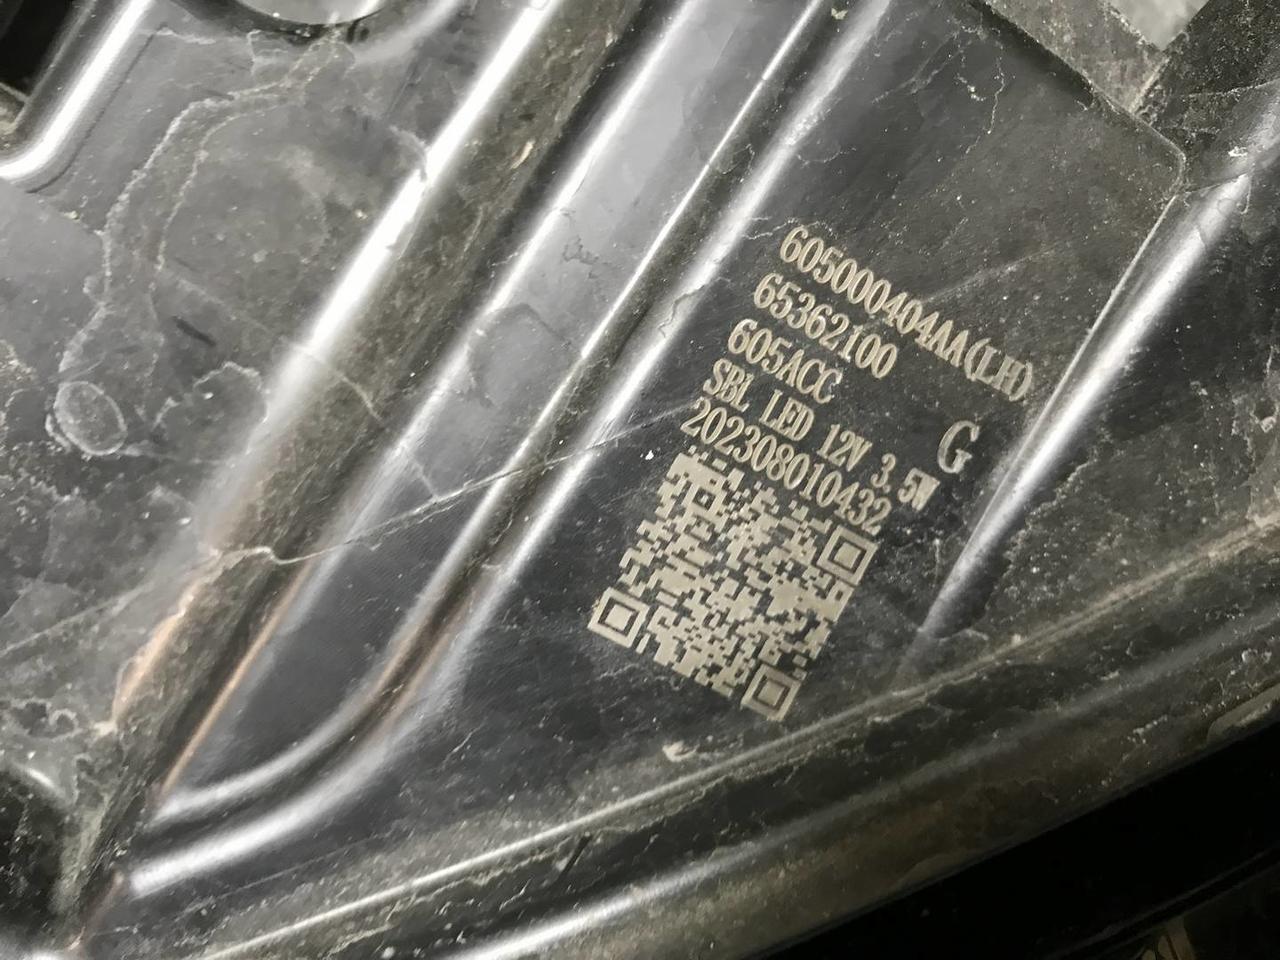 605000404AA(LH)
65362100
605ACC
SBL LED 12V 3.5W
G
202308010432